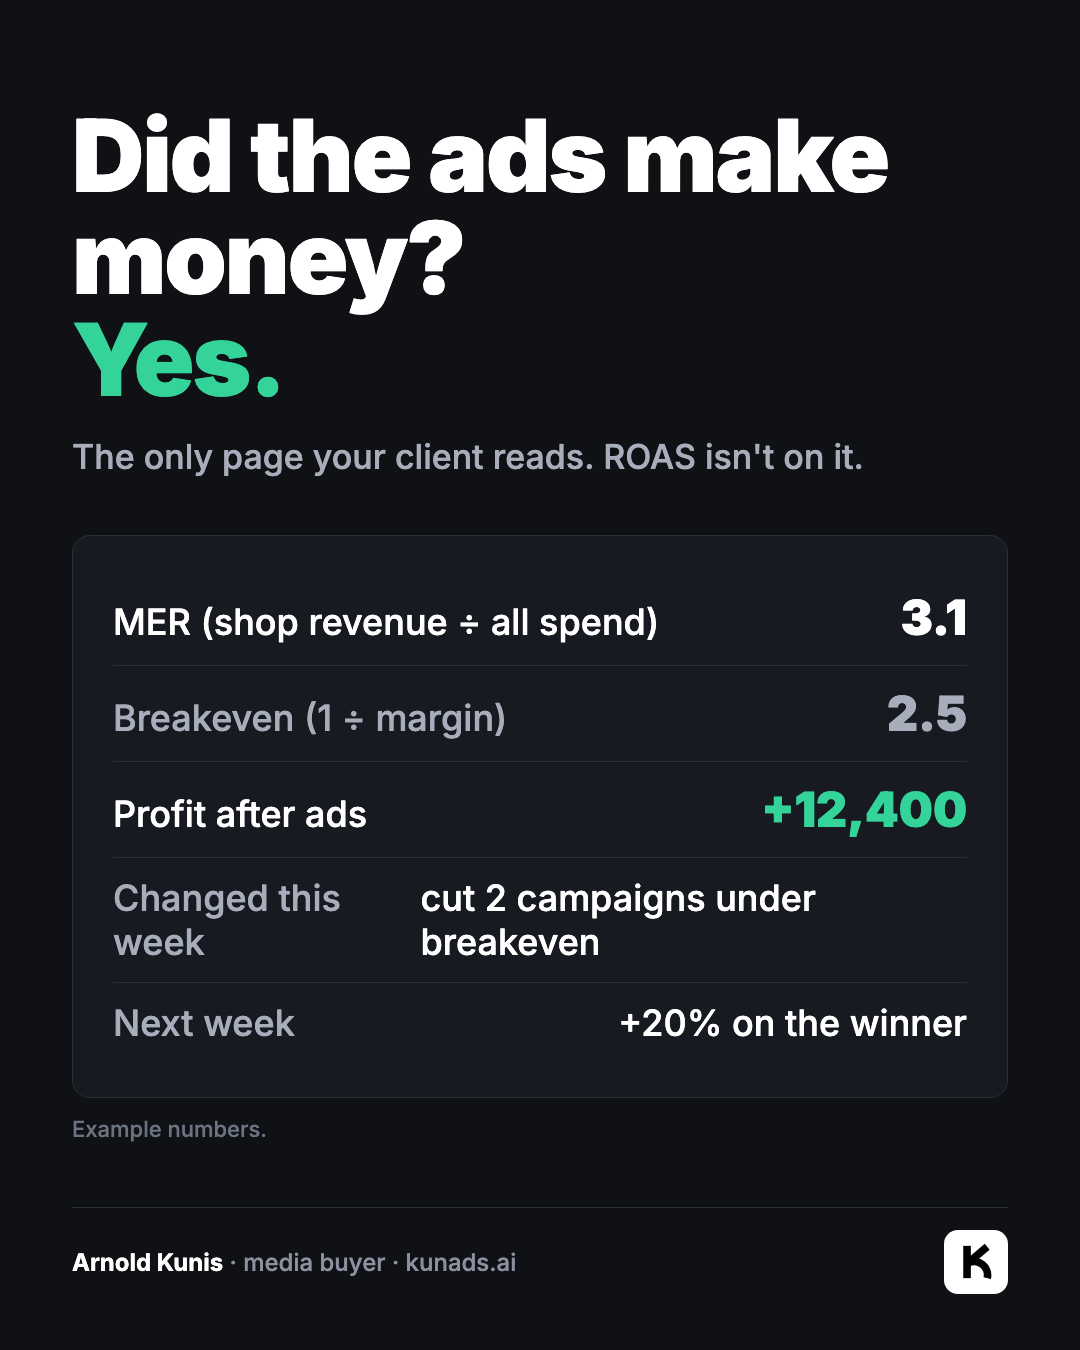 Did the ads make
money?
Yes.
The only page your client reads. ROAS isn't on it.
MER (shop revenue ÷ all spend) 3.1
Breakeven (1 ÷ margin) 2.5
Profit after ads +12,400
Changed this week cut 2 campaigns under breakeven
Next week +20% on the winner
Example numbers.
Arnold Kunis · media buyer · kunads.ai
K